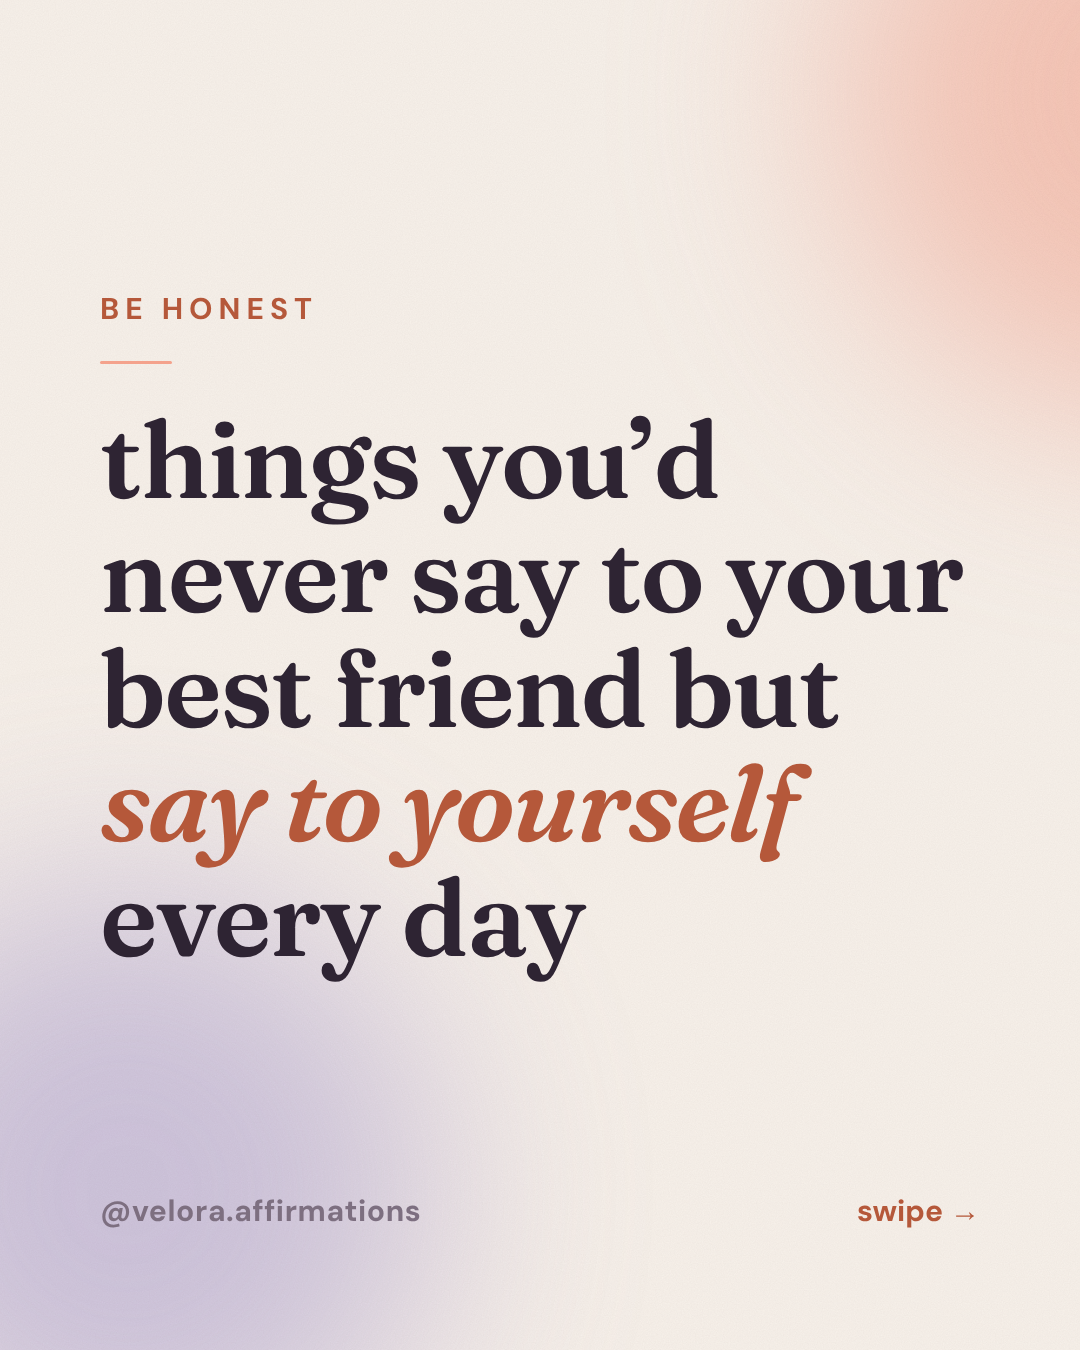 BE HONEST
things you’d
never say to your
best friend but
say to yourself
every day
@velora.affirmations
swipe →